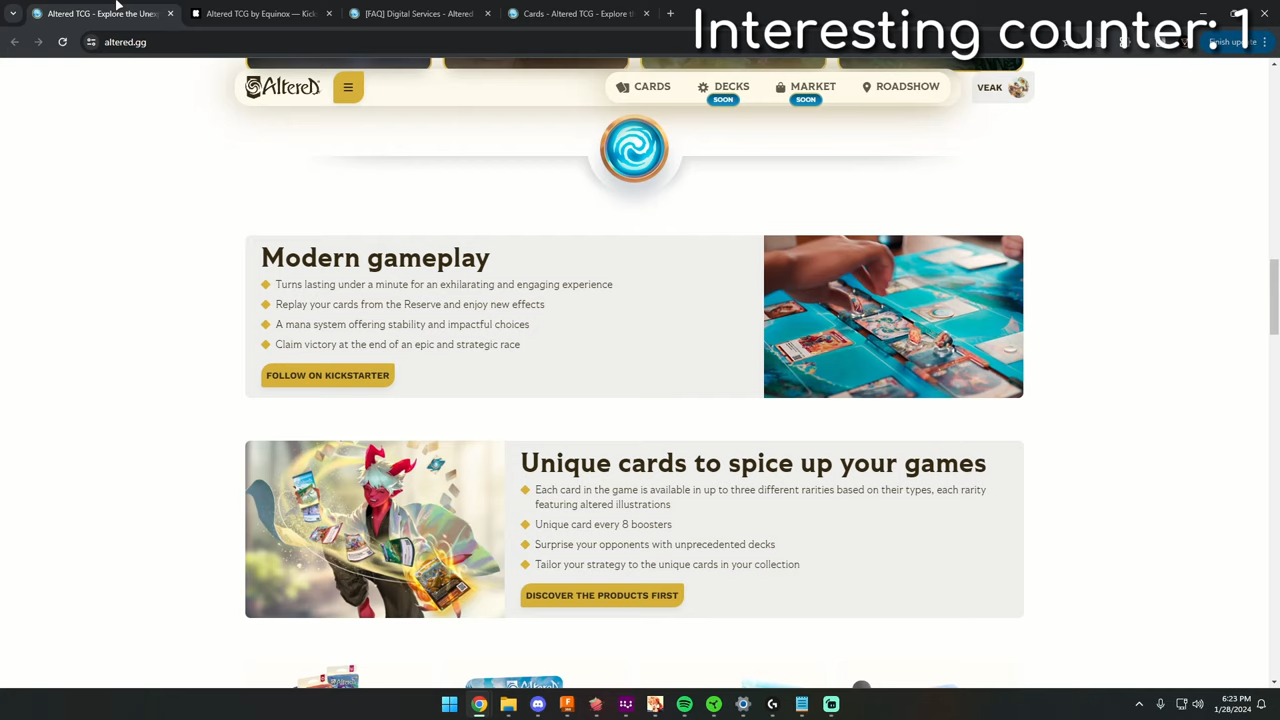 Interesting counter: 1
Altered TCG - Explore the Une
Altered TCG by Equinox — Kick
[FAQ] Digital Services - Altered
Cards - Altered TCG - Explore t
altered.gg
Finish update
Altered
CARDS
DECKS
SOON
MARKET
SOON
ROADSHOW
VEAK
Modern gameplay
Turns lasting under a minute for an exhilarating and engaging experience
Replay your cards from the Reserve and enjoy new effects
A mana system offering stability and impactful choices
Claim victory at the end of an epic and strategic race
FOLLOW ON KICKSTARTER
Unique cards to spice up your games
Each card in the game is available in up to three different rarities based on their types, each rarity
featuring altered illustrations
Unique card every 8 boosters
Surprise your opponents with unprecedented decks
Tailor your strategy to the unique cards in your collection
DISCOVER THE PRODUCTS FIRST
6:23 PM
1/28/2024